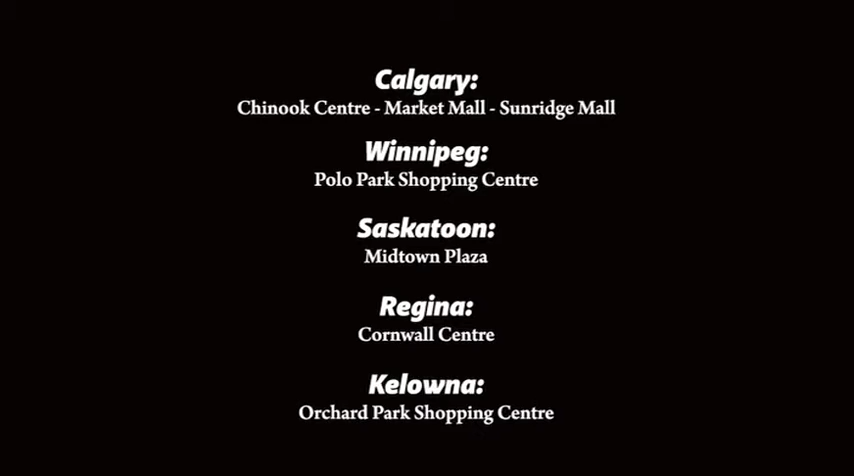 Calgary:
Chinook Centre - Market Mall - Sunridge Mall
Winnipeg:
Polo Park Shopping Centre
Saskatoon:
Midtown Plaza
Regina:
Cornwall Centre
Kelowna:
Orchard Park Shopping Centre